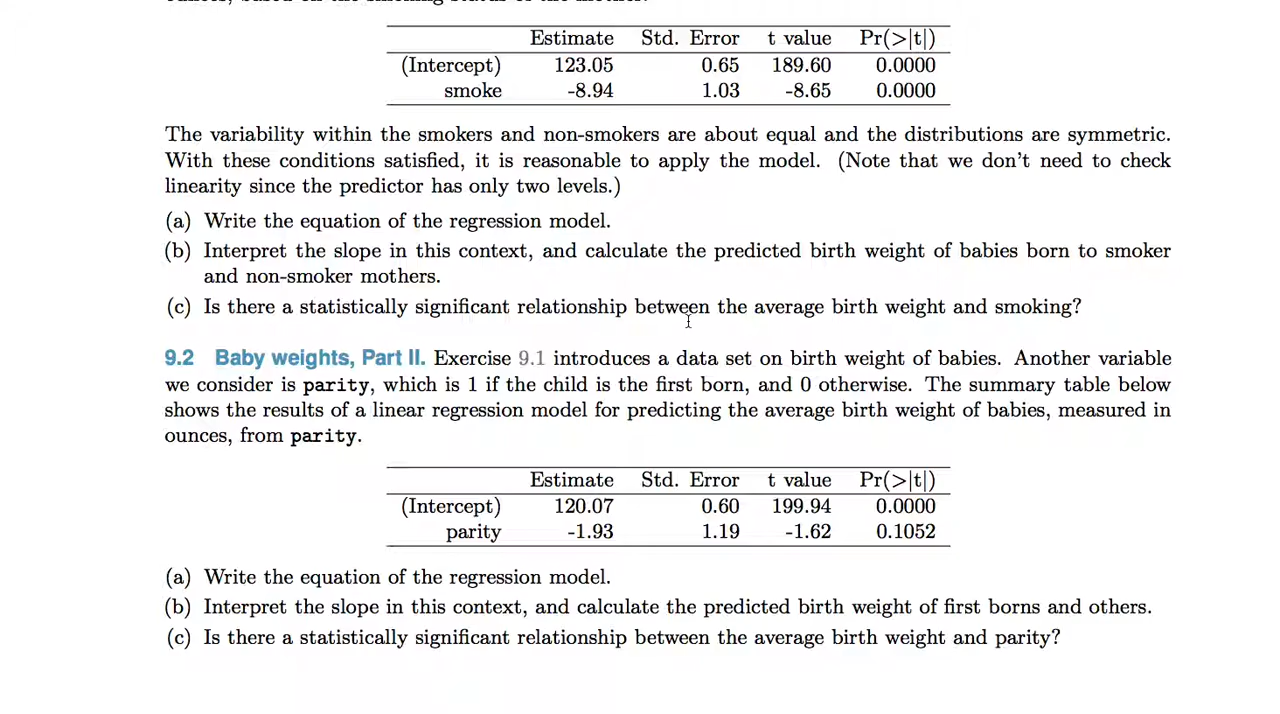 Estimate Std. Error t value Pr(>|t|)
(Intercept) 123.05 0.65 189.60 0.0000
smoke -8.94 1.03 -8.65 0.0000
The variability within the smokers and non-smokers are about equal and the distributions are symmetric.
With these conditions satisfied, it is reasonable to apply the model. (Note that we don't need to check
linearity since the predictor has only two levels.)
(a) Write the equation of the regression model.
(b) Interpret the slope in this context, and calculate the predicted birth weight of babies born to smoker
and non-smoker mothers.
(c) Is there a statistically significant relationship between the average birth weight and smoking?
9.2 Baby weights, Part II. Exercise 9.1 introduces a data set on birth weight of babies. Another variable
we consider is parity, which is 1 if the child is the first born, and 0 otherwise. The summary table below
shows the results of a linear regression model for predicting the average birth weight of babies, measured in
ounces, from parity.
Estimate Std. Error t value Pr(>|t|)
(Intercept) 120.07 0.60 199.94 0.0000
parity -1.93 1.19 -1.62 0.1052
(a) Write the equation of the regression model.
(b) Interpret the slope in this context, and calculate the predicted birth weight of first borns and others.
(c) Is there a statistically significant relationship between the average birth weight and parity?